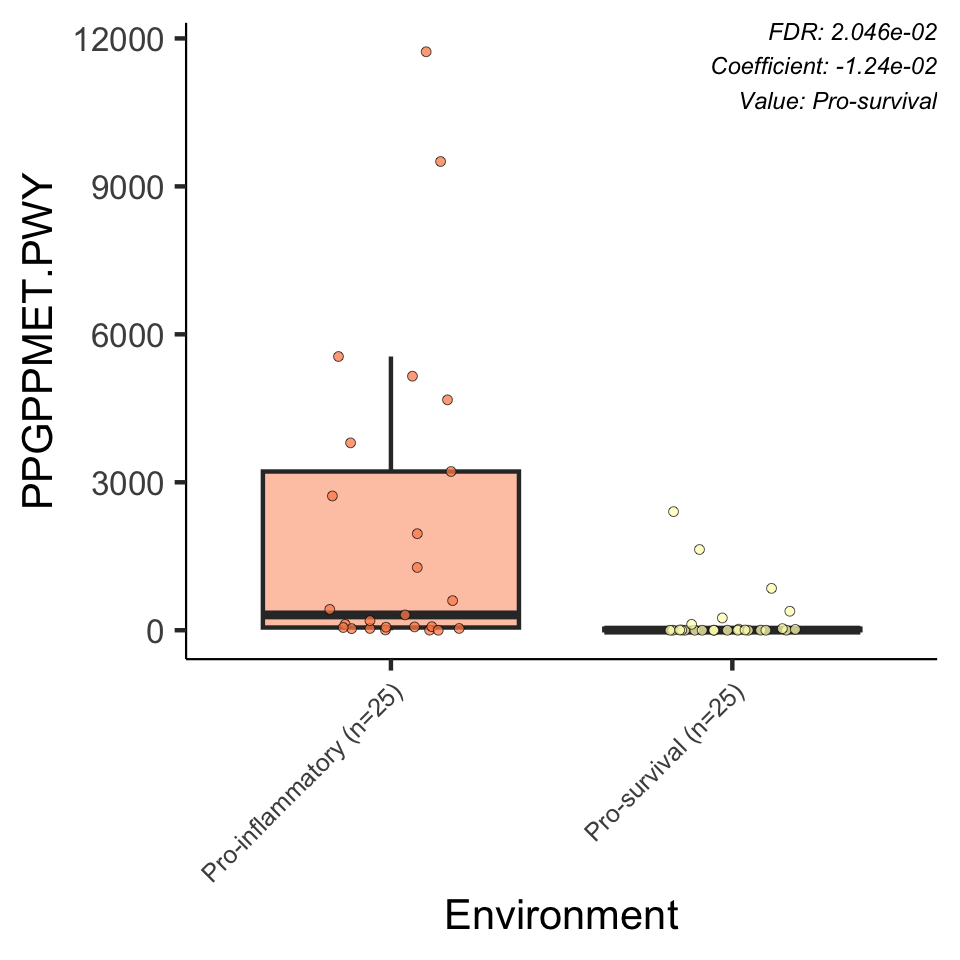 FDR: 2.046e-02
Coefficient: -1.24e-02
Value: Pro-survival
12000
9000
6000
3000
0
PPGPPMET.PWY
Pro-inflammatory (n=25)
Pro-survival (n=25)
Environment